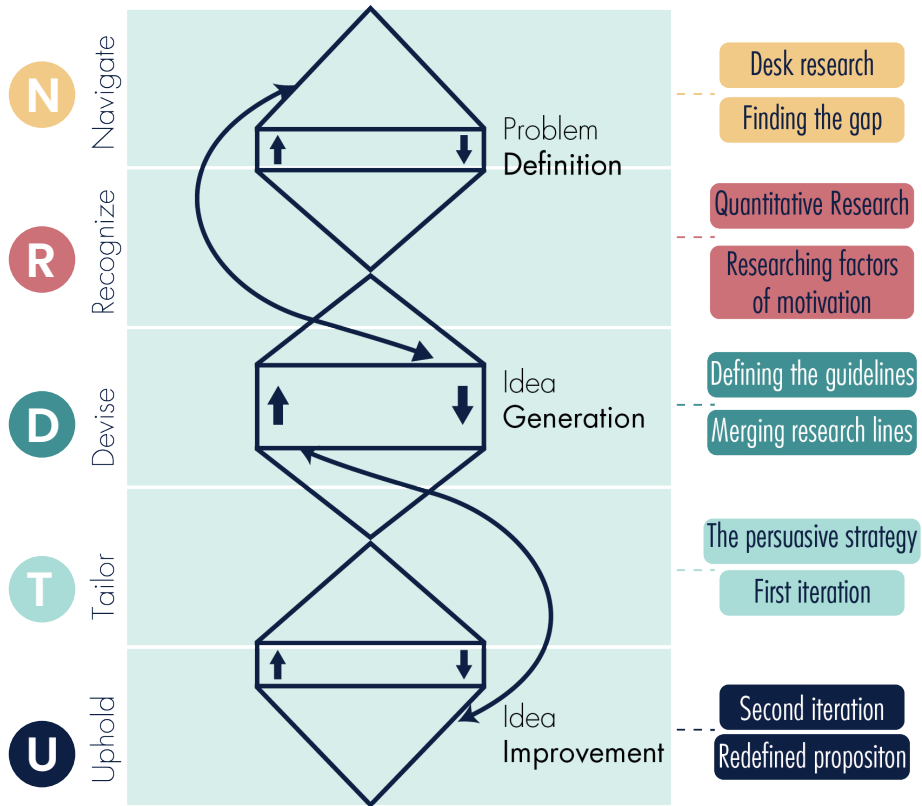 N
Navigate
Problem
Definition
Desk research
Finding the gap
R
Recognize
Quantitative Research
Researching factors
of motivation
D
Devise
Idea
Generation
Defining the guidelines
Merging research lines
T
Tailor
The persuasive strategy
First iteration
U
Uphold
Idea
Improvement
Second iteration
Redefined propositon